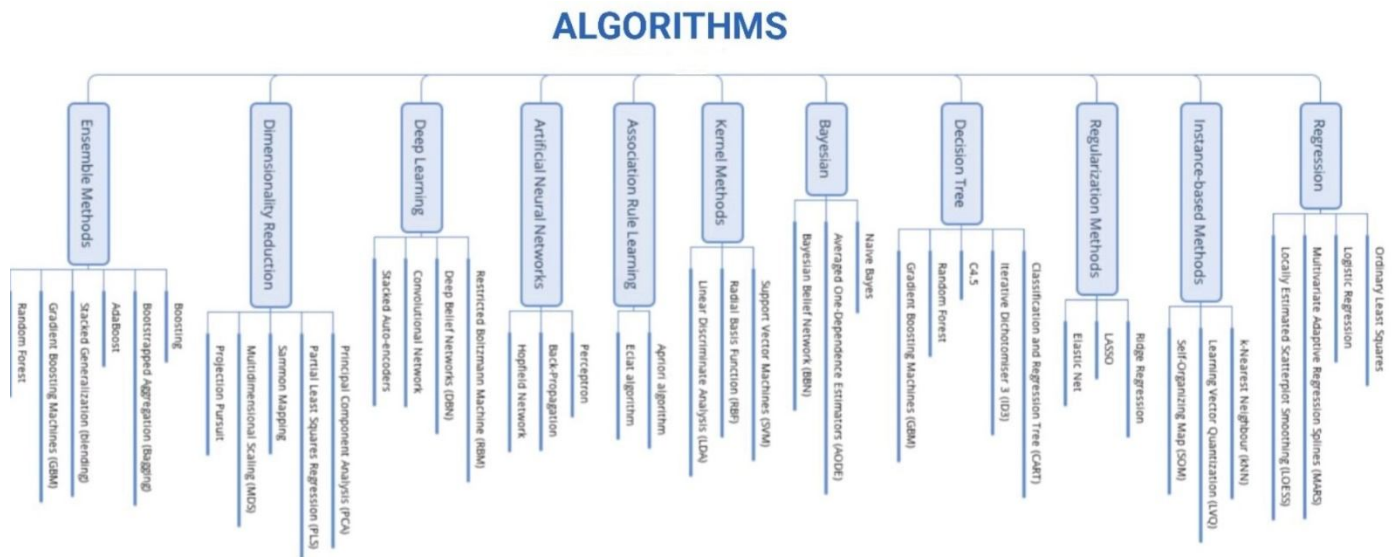 ALGORITHMS
Regression
Ordinary Least Squares
Logistic Regression
Multivariate Adaptive Regression Splines (MARS)
Locally Estimated Scatterplot Smoothing (LOESS)
Instance-based Methods
k-Nearest Neighbour (kNN)
Learning Vector Quantization (LVQ)
Self-Organizing Map (SOM)
Regularization Methods
Ridge Regression
LASSO
Elastic Net
Decision Tree
Classification and Regression Tree (CART)
Iterative Dichotomiser 3 (ID3)
C4.5
Random Forest
Gradient Boosting Machines (GBM)
Bayesian
Naive Bayes
Averaged One-Dependence Estimators (AODE)
Bayesian Belief Network (BBN)
Kernel Methods
Support Vector Machines (SVM)
Radial Basis Function (RBF)
Linear Discriminate Analysis (LDA)
Association Rule Learning
Apriori algorithm
Eclat algorithm
Artificial Neural Networks
Perceptron
Back-Propagation
Hopfield Network
Deep Learning
Restricted Boltzmann Machine (RBM)
Deep Belief Networks (DBN)
Convolutional Network
Stacked Auto-encoders
Dimensionality Reduction
Principal Component Analysis (PCA)
Partial Least Squares Regression (PLS)
Sammon Mapping
Multidimensional Scaling (MDS)
Projection Pursuit
Ensemble Methods
Boosting
Bootstrapped Aggregation (Bagging)
AdaBoost
Stacked Generalization (blending)
Gradient Boosting Machines (GBM)
Random Forest